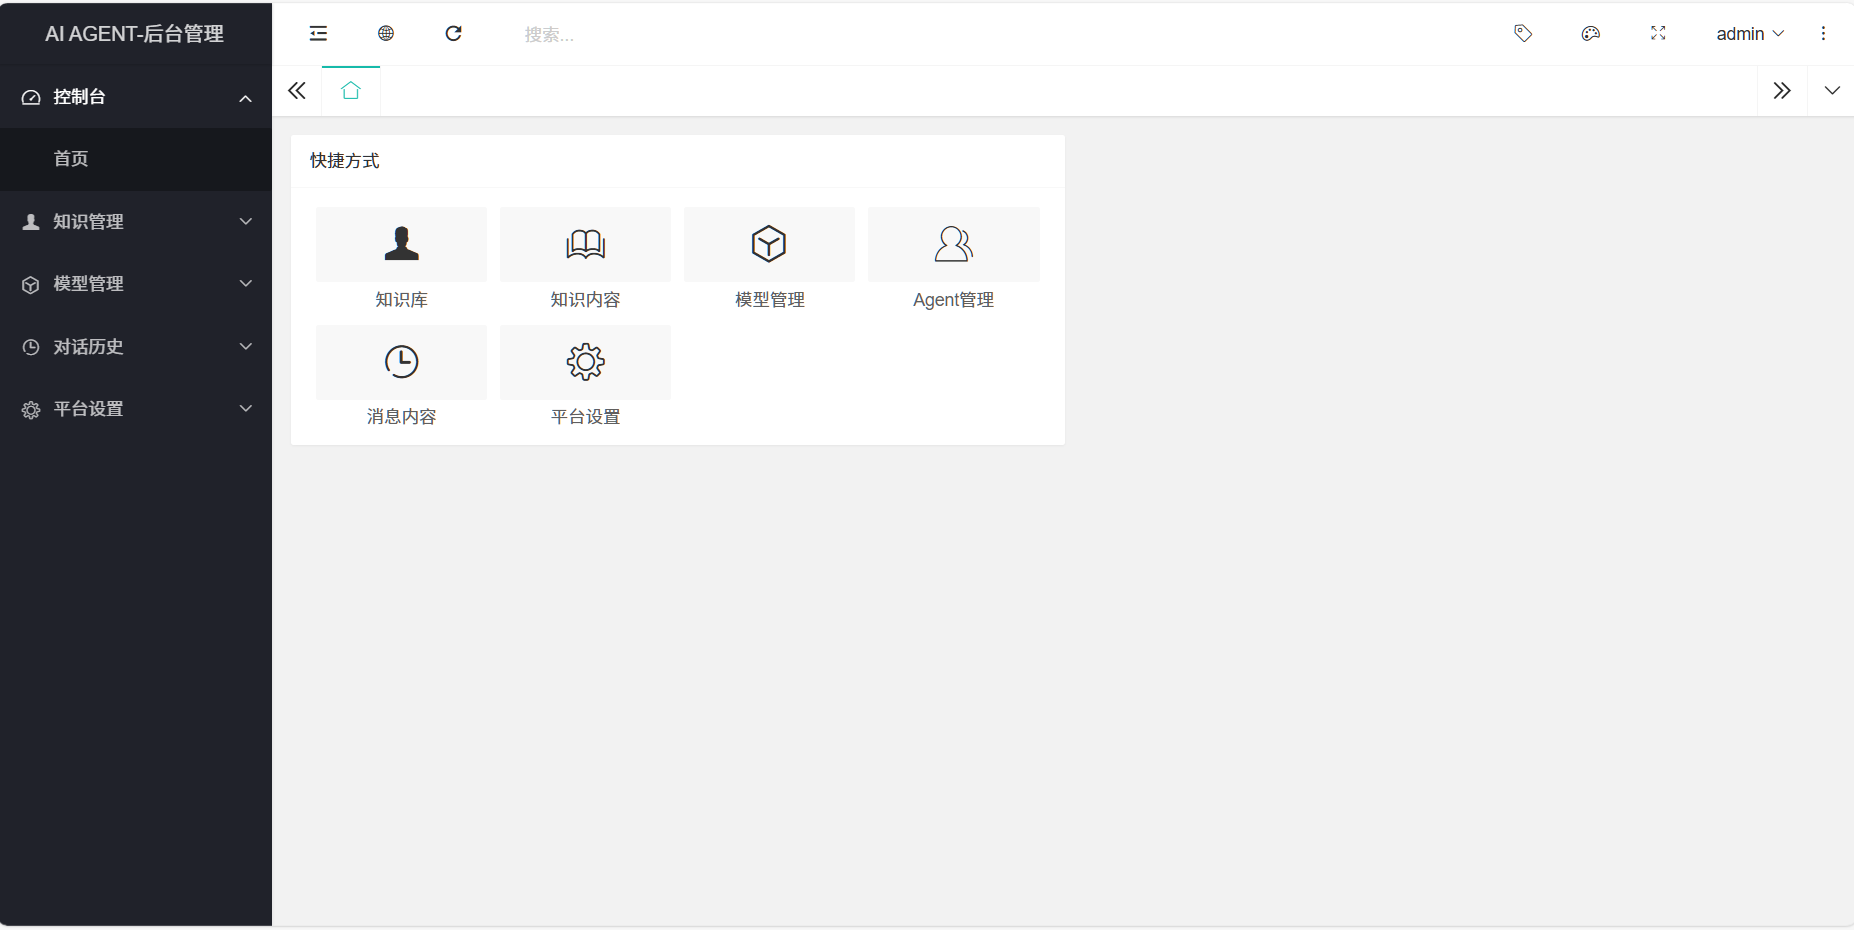 AI AGENT-后台管理
搜索...
admin
控制台
首页
知识管理
模型管理
对话历史
平台设置
快捷方式
知识库
知识内容
模型管理
Agent管理
消息内容
平台设置